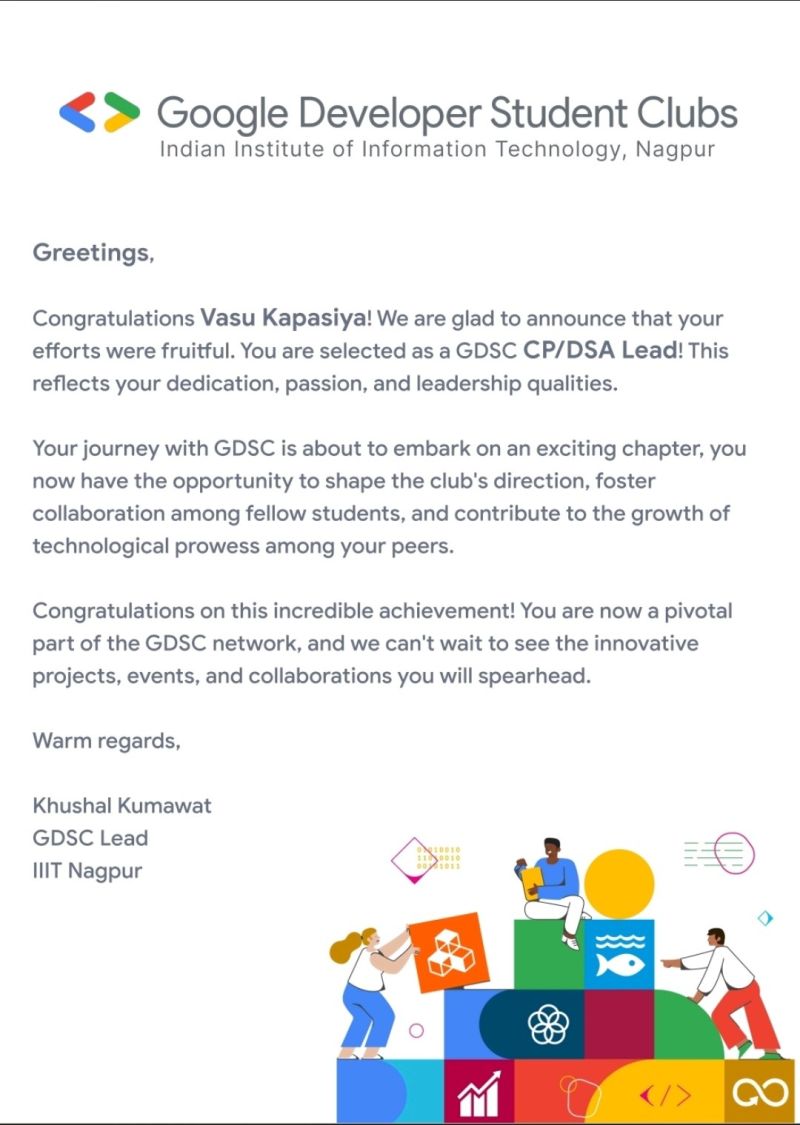 Google Developer Student Clubs
Indian Institute of Information Technology, Nagpur
Greetings,
Congratulations Vasu Kapasiya! We are glad to announce that your
efforts were fruitful. You are selected as a GDSC CP/DSA Lead! This
reflects your dedication, passion, and leadership qualities.
Your journey with GDSC is about to embark on an exciting chapter, you
now have the opportunity to shape the club's direction, foster
collaboration among fellow students, and contribute to the growth of
technological prowess among your peers.
Congratulations on this incredible achievement! You are now a pivotal
part of the GDSC network, and we can't wait to see the innovative
projects, events, and collaborations you will spearhead.
Warm regards,
Khushal Kumawat
GDSC Lead
IIIT Nagpur